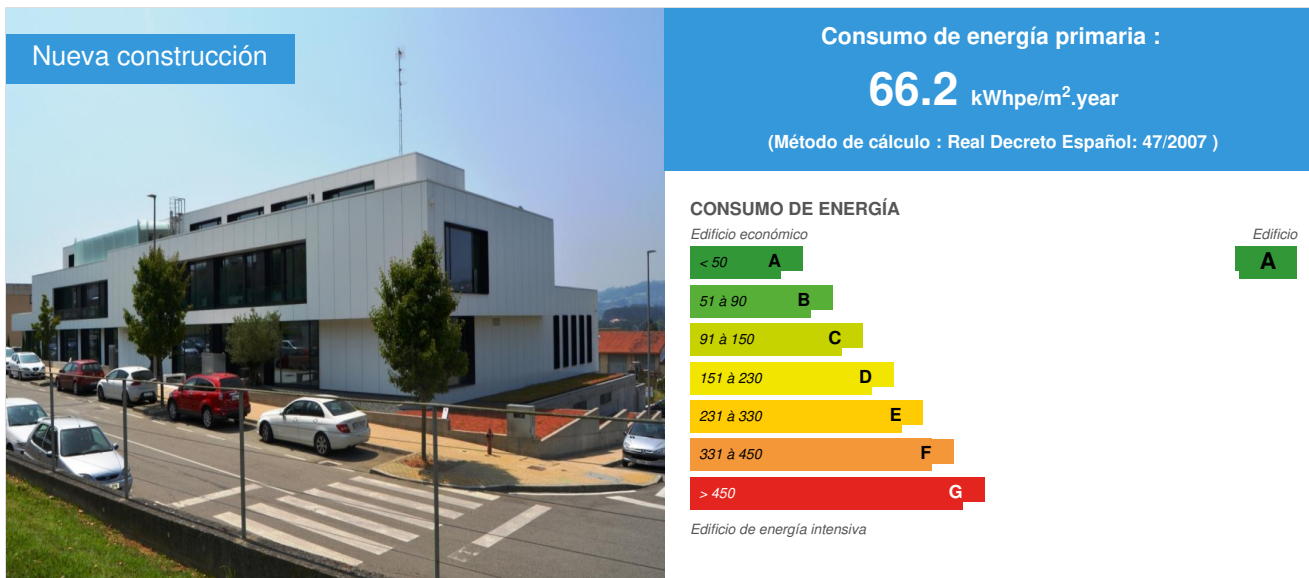 Nueva construcción
Consumo de energía primaria :
66.2 kWhpe/m².year
(Método de cálculo : Real Decreto Español: 47/2007 )
CONSUMO DE ENERGÍA
Edificio económico
Edificio
< 50 A
A
51 à 90 B
91 à 150 C
151 à 230 D
231 à 330 E
331 à 450 F
> 450 G
Edificio de energía intensiva